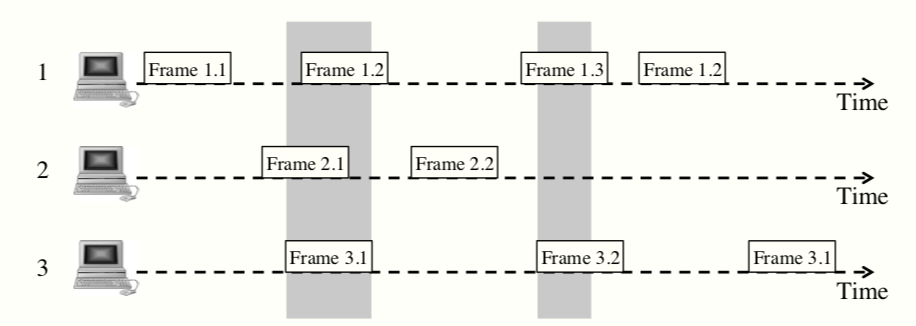 1
Frame 1.1
Frame 1.2
Frame 1.3
Frame 1.2
Time
2
Frame 2.1
Frame 2.2
Time
3
Frame 3.1
Frame 3.2
Frame 3.1
Time